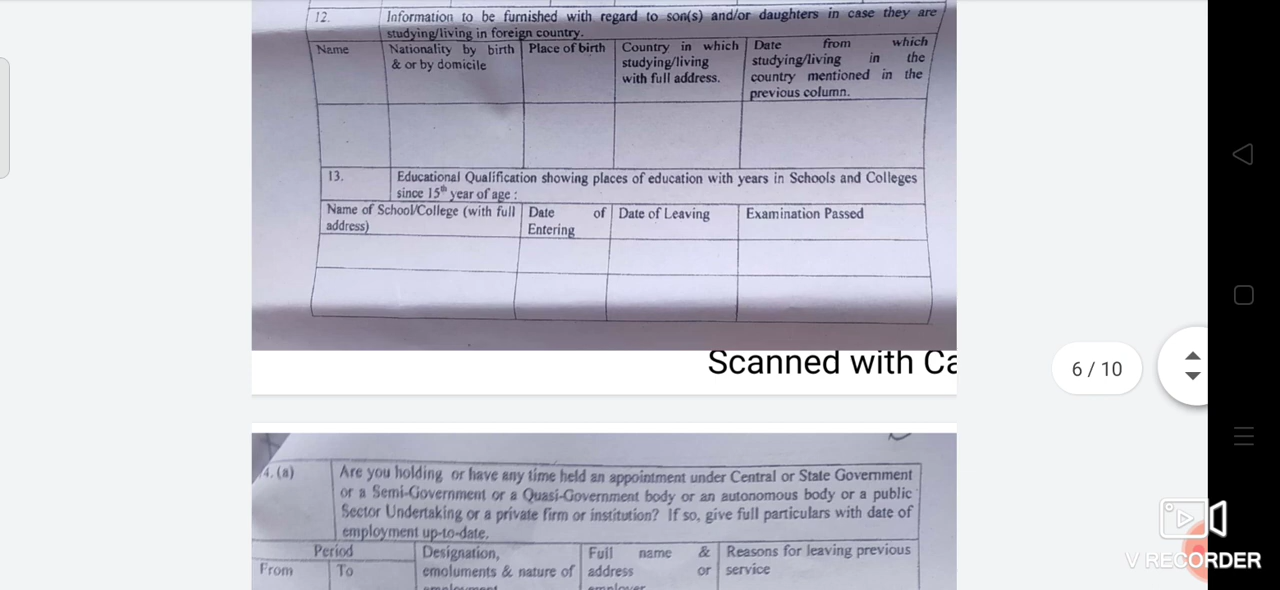 12. Information to be furnished with regard to son(s) and/or daughters in case they are
studying/living in foreign country.
Name
Nationality by birth
& or by domicile
Place of birth
Country in which
studying/living
with full address.
Date from which
studying/living in the
country mentioned in the
previous column.
13. Educational Qualification showing places of education with years in Schools and Colleges
since 15th year of age :
Name of School/College (with full
address)
Date of
Entering
Date of Leaving
Examination Passed
Scanned with Ca
6 / 10
4. (a) Are you holding or have any time held an appointment under Central or State Government
or a Semi-Government or a Quasi-Government body or an autonomous body or a public
Sector Undertaking or a private firm or institution? If so, give full particulars with date of
employment up-to-date.
Period
From To
Designation,
emoluments & nature of
employment
Full name &
address or
employer
Reasons for leaving previous
service
V RECORDER